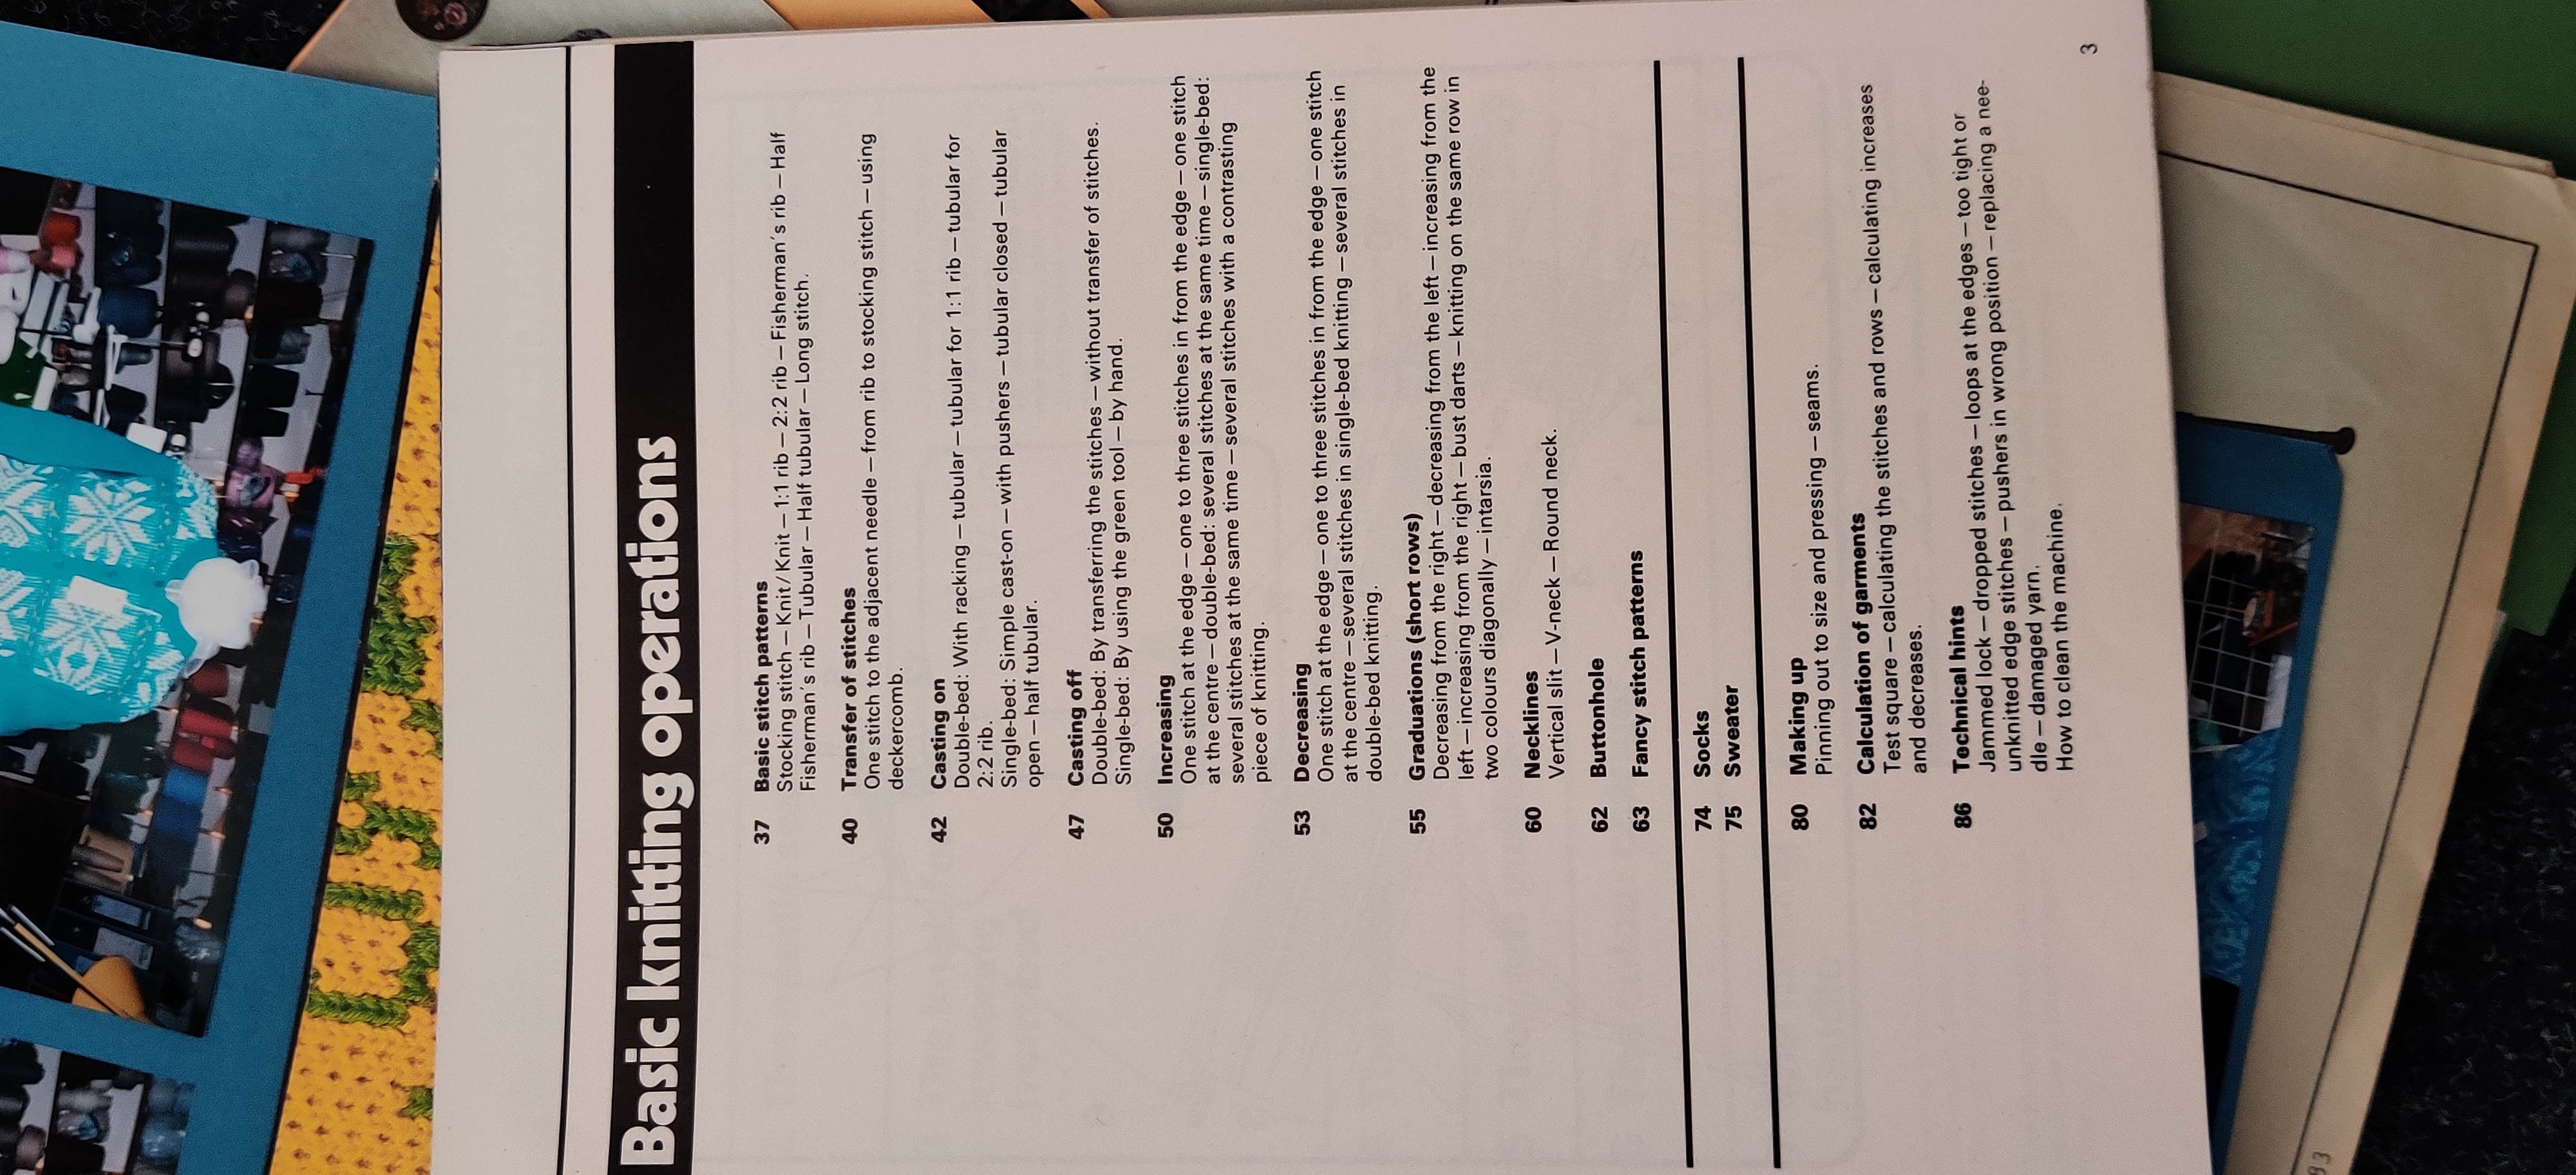 Basic knitting operations
37 Basic stitch patterns
Stocking stitch — Knit / Knit — 1:1 rib — 2:2 rib — Fisherman's rib — Half
Fisherman's rib — Tubular — Half tubular — Long stitch.
40 Transfer of stitches
One stitch to the adjacent needle — from rib to stocking stitch — using
deckercomb.
42 Casting on
Double-bed: With racking — tubular — tubular for 1:1 rib — tubular for
2:2 rib.
Single-bed: Simple cast-on — with pushers — tubular closed — tubular
open — half tubular.
47 Casting off
Double-bed: By transferring the stitches — without transfer of stitches.
Single-bed: By using the green tool — by hand.
50 Increasing
One stitch at the edge — one to three stitches in from the edge — one stitch
at the centre — double-bed: several stitches at the same time — single-bed:
several stitches at the same time — several stitches with a contrasting
piece of knitting.
53 Decreasing
One stitch at the edge — one to three stitches in from the edge — one stitch
at the centre — several stitches in single-bed knitting — several stitches in
double-bed knitting.
55 Graduations (short rows)
Decreasing from the right — decreasing from the left — increasing from the
left — increasing from the right — bust darts — knitting on the same row in
two colours diagonally — intarsia.
60 Necklines
Vertical slit — V-neck — Round neck.
62 Buttonhole
63 Fancy stitch patterns
74 Socks
75 Sweater
80 Making up
Pinning out to size and pressing — seams.
82 Calculation of garments
Test square — calculating the stitches and rows — calculating increases
and decreases.
86 Technical hints
Jammed lock — dropped stitches — loops at the edges — too tight or
unknitted edge stitches — pushers in wrong position — replacing a nee-
dle — damaged yarn.
How to clean the machine.
3